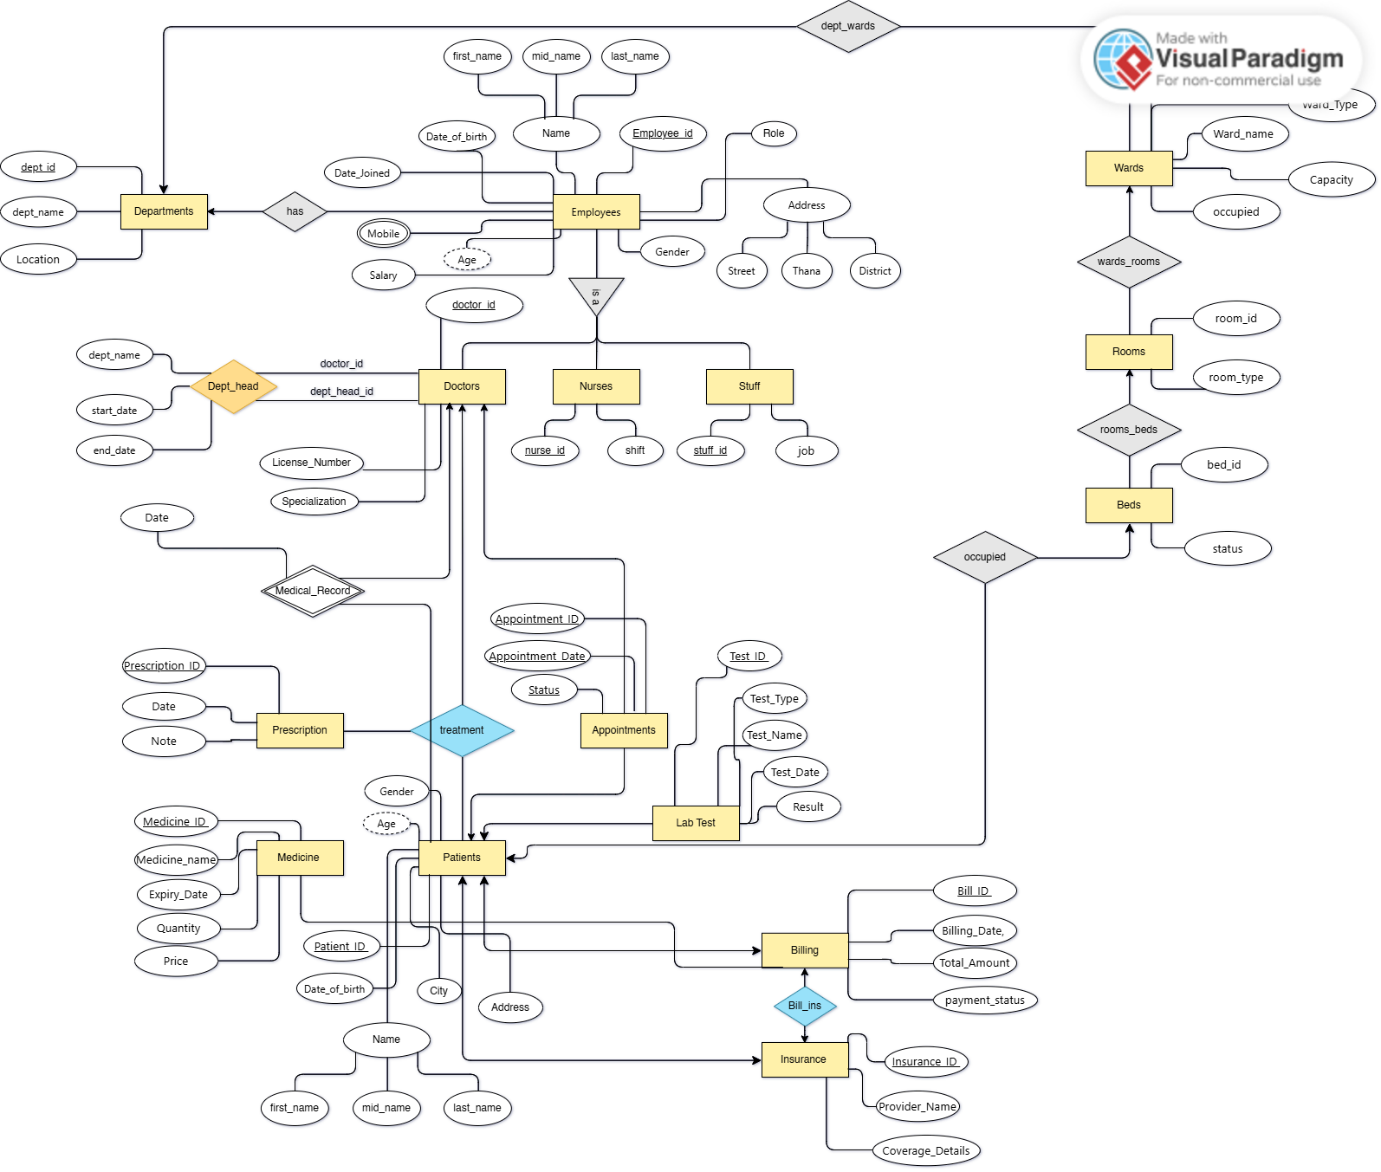 dept_wards
Made with
Visual Paradigm
For non-commercial use
first_name
mid_name
last_name
Ward_Type
Date_of_birth
Name
Employee_id
Role
Ward_name
dept_id
Date_Joined
Wards
Capacity
dept_name
Departments
has
Employees
Address
occupied
Mobile
Location
Age
Gender
Salary
Street
Thana
District
wards_rooms
is a
doctor_id
room_id
dept_name
doctor_id
Rooms
Dept_head
Doctors
Nurses
Stuff
room_type
dept_head_id
start_date
rooms_beds
end_date
nurse_id
shift
stuff_id
job
License_Number
bed_id
Specialization
Beds
Date
status
occupied
Medical_Record
Appointment_ID
Prescription_ID
Appointment_Date
Test_ID
Status
Test_Type
Date
Prescription
treatment
Appointments
Test_Name
Note
Test_Date
Gender
Result
Medicine_ID
Age
Lab Test
Medicine_name
Medicine
Patients
Expiry_Date
Bill_ID
Quantity
Billing_Date,
Patient_ID
Billing
Price
Total_Amount
Date_of_birth
City
payment_status
Address
Bill_ins
Name
Insurance
Insurance_ID
first_name
mid_name
last_name
Provider_Name
Coverage_Details